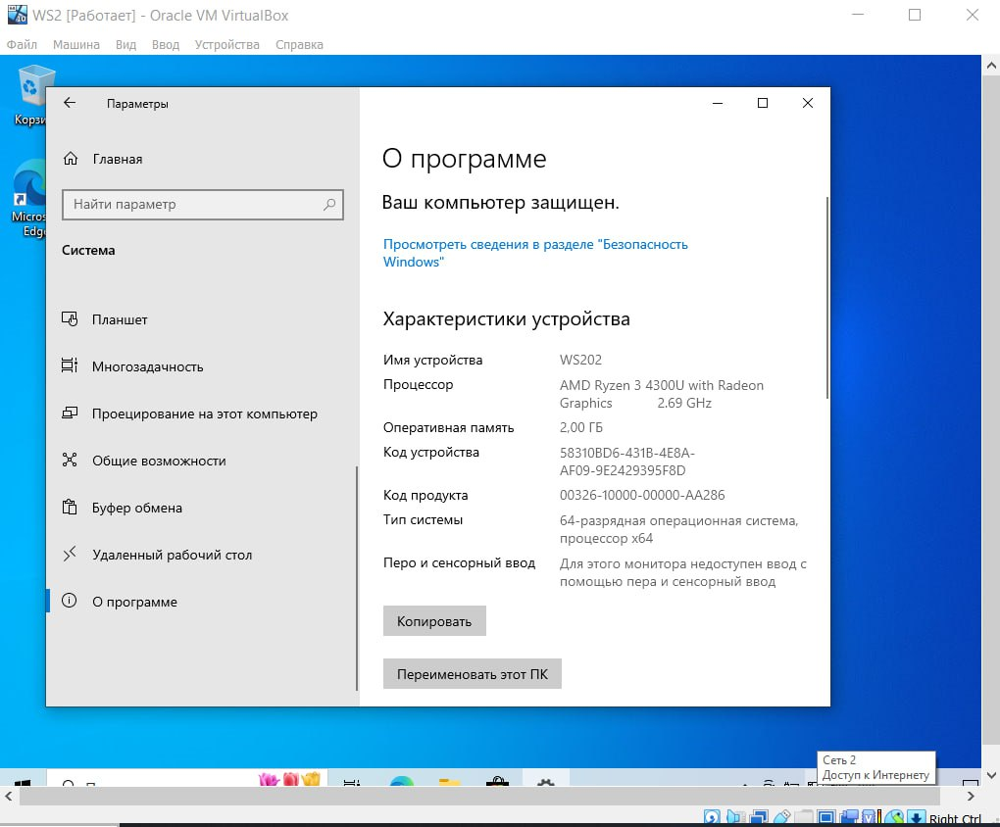 WS2 [Работает] - Oracle VM VirtualBox
Файл Машина Вид Ввод Устройства Справка
Параметры
Главная
Найти параметр
Система
Планшет
Многозадачность
Проецирование на этот компьютер
Общие возможности
Буфер обмена
Удаленный рабочий стол
О программе
О программе
Ваш компьютер защищен.
Просмотреть сведения в разделе "Безопасность
Windows"
Характеристики устройства
Имя устройства WS202
Процессор AMD Ryzen 3 4300U with Radeon
Graphics 2.69 GHz
Оперативная память 2,00 ГБ
Код устройства 58310BD6-431B-4E8A-
AF09-9E2429395F8D
Код продукта 00326-10000-00000-AA286
Тип системы 64-разрядная операционная система,
процессор x64
Перо и сенсорный ввод Для этого монитора недоступен ввод с
помощью пера и сенсорный ввод
Копировать
Переименовать этот ПК
Сеть 2
Доступ к Интернету
Right Ctrl